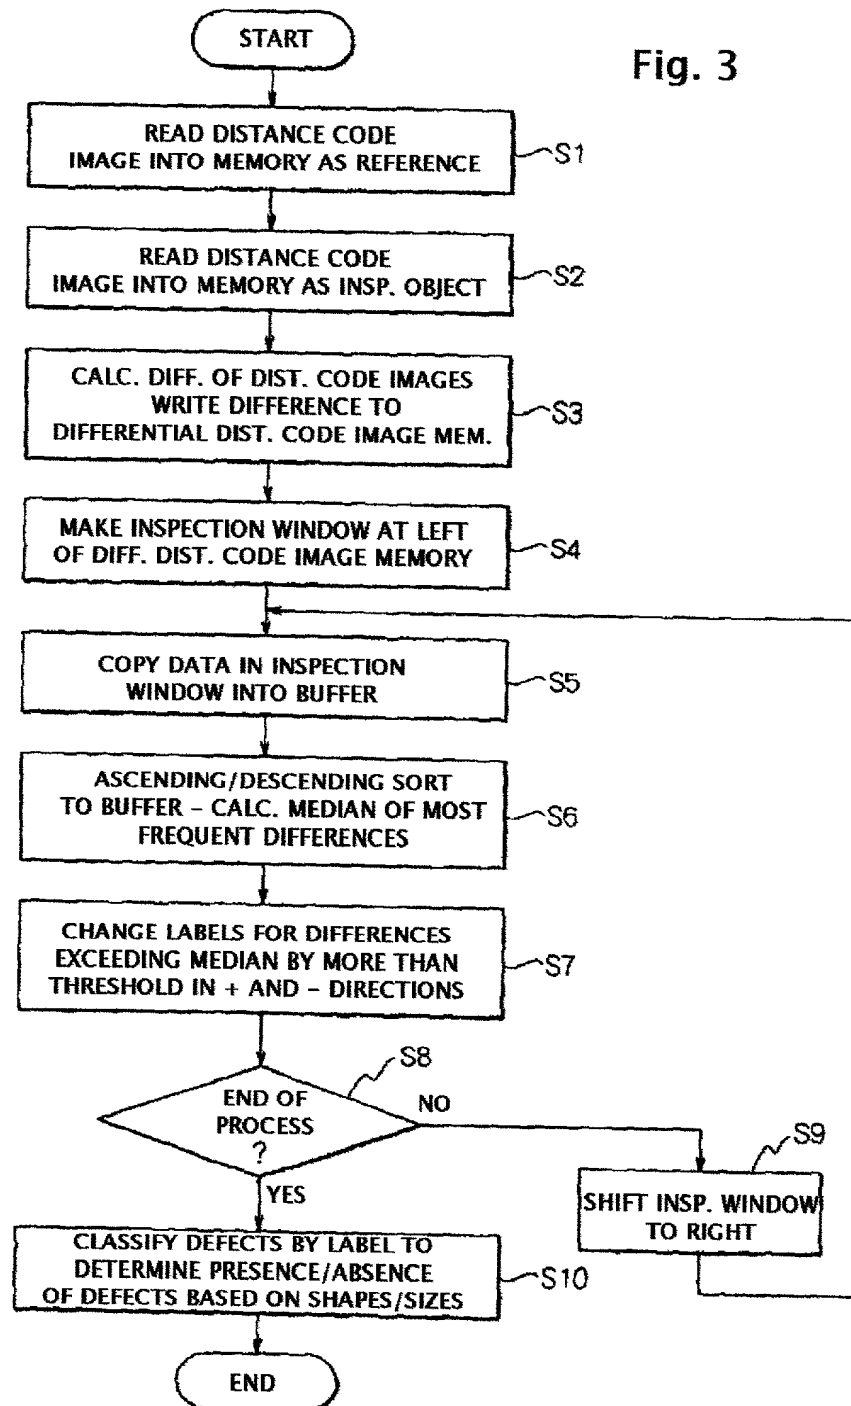 START
Fig. 3
READ DISTANCE CODE
IMAGE INTO MEMORY AS REFERENCE
S1
READ DISTANCE CODE
IMAGE INTO MEMORY AS INSP. OBJECT
S2
CALC. DIFF. OF DIST. CODE IMAGES
WRITE DIFFERENCE TO
DIFFERENTIAL DIST. CODE IMAGE MEM.
S3
MAKE INSPECTION WINDOW AT LEFT
OF DIFF. DIST. CODE IMAGE MEMORY
S4
COPY DATA IN INSPECTION
WINDOW INTO BUFFER
S5
ASCENDING/DESCENDING SORT
TO BUFFER – CALC. MEDIAN OF MOST
FREQUENT DIFFERENCES
S6
CHANGE LABELS FOR DIFFERENCES
EXCEEDING MEDIAN BY MORE THAN
THRESHOLD IN + AND – DIRECTIONS
S7
END OF
PROCESS
?
S8
NO
YES
SHIFT INSP. WINDOW
TO RIGHT
S9
CLASSIFY DEFECTS BY LABEL TO
DETERMINE PRESENCE/ABSENCE
OF DEFECTS BASED ON SHAPES/SIZES
S10
END